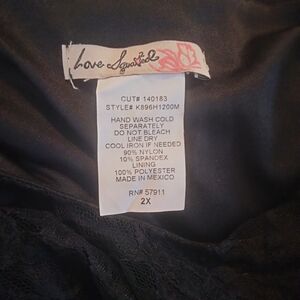 Love Squared
CUT# 140183
STYLE# K896H1200M
HAND WASH COLD
SEPARATELY
DO NOT BLEACH
LINE DRY
COOL IRON IF NEEDED
90% NYLON
10% SPANDEX
LINING
100% POLYESTER
MADE IN MEXICO
RN# 57911
2X